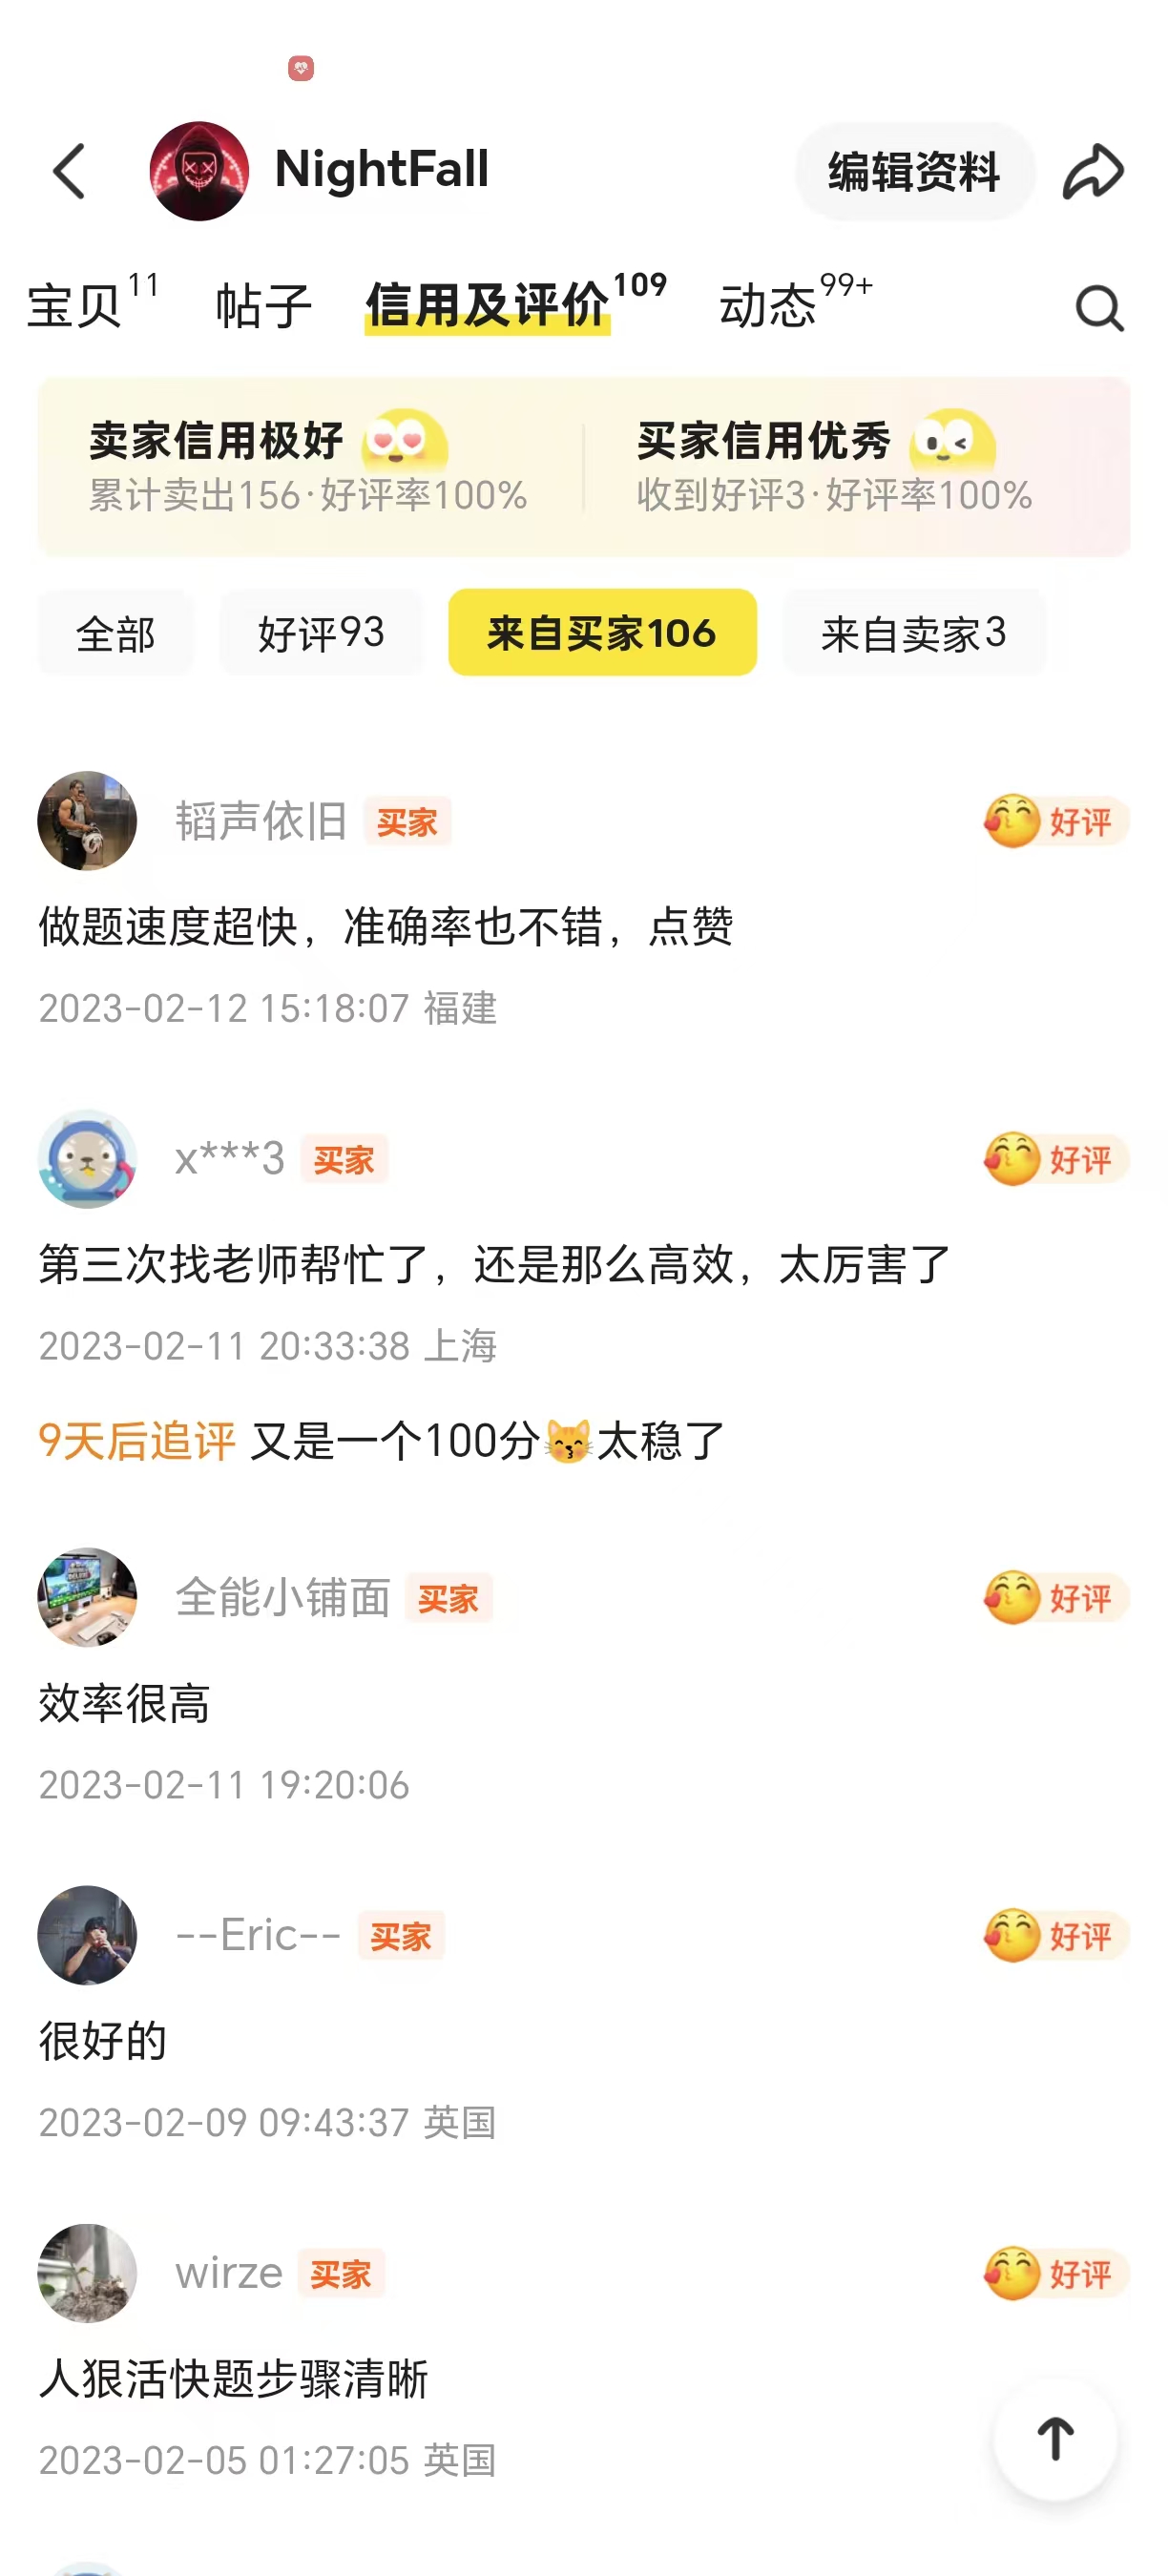 NightFall
编辑资料
宝贝11 帖子 信用及评价109 动态99+
卖家信用极好 买家信用优秀
累计卖出156·好评率100% 收到好评3·好评率100%
全部 好评93 来自买家106 来自卖家3
韬声依旧 买家 好评
做题速度超快，准确率也不错，点赞
2023-02-12 15:18:07 福建
x***3 买家 好评
第三次找老师帮忙了，还是那么高效，太厉害了
2023-02-11 20:33:38 上海
9天后追评 又是一个100分😽太稳了
全能小铺面 买家 好评
效率很高
2023-02-11 19:20:06
--Eric-- 买家 好评
很好的
2023-02-09 09:43:37 英国
wirze 买家 好评
人狠活快题步骤清晰
2023-02-05 01:27:05 英国